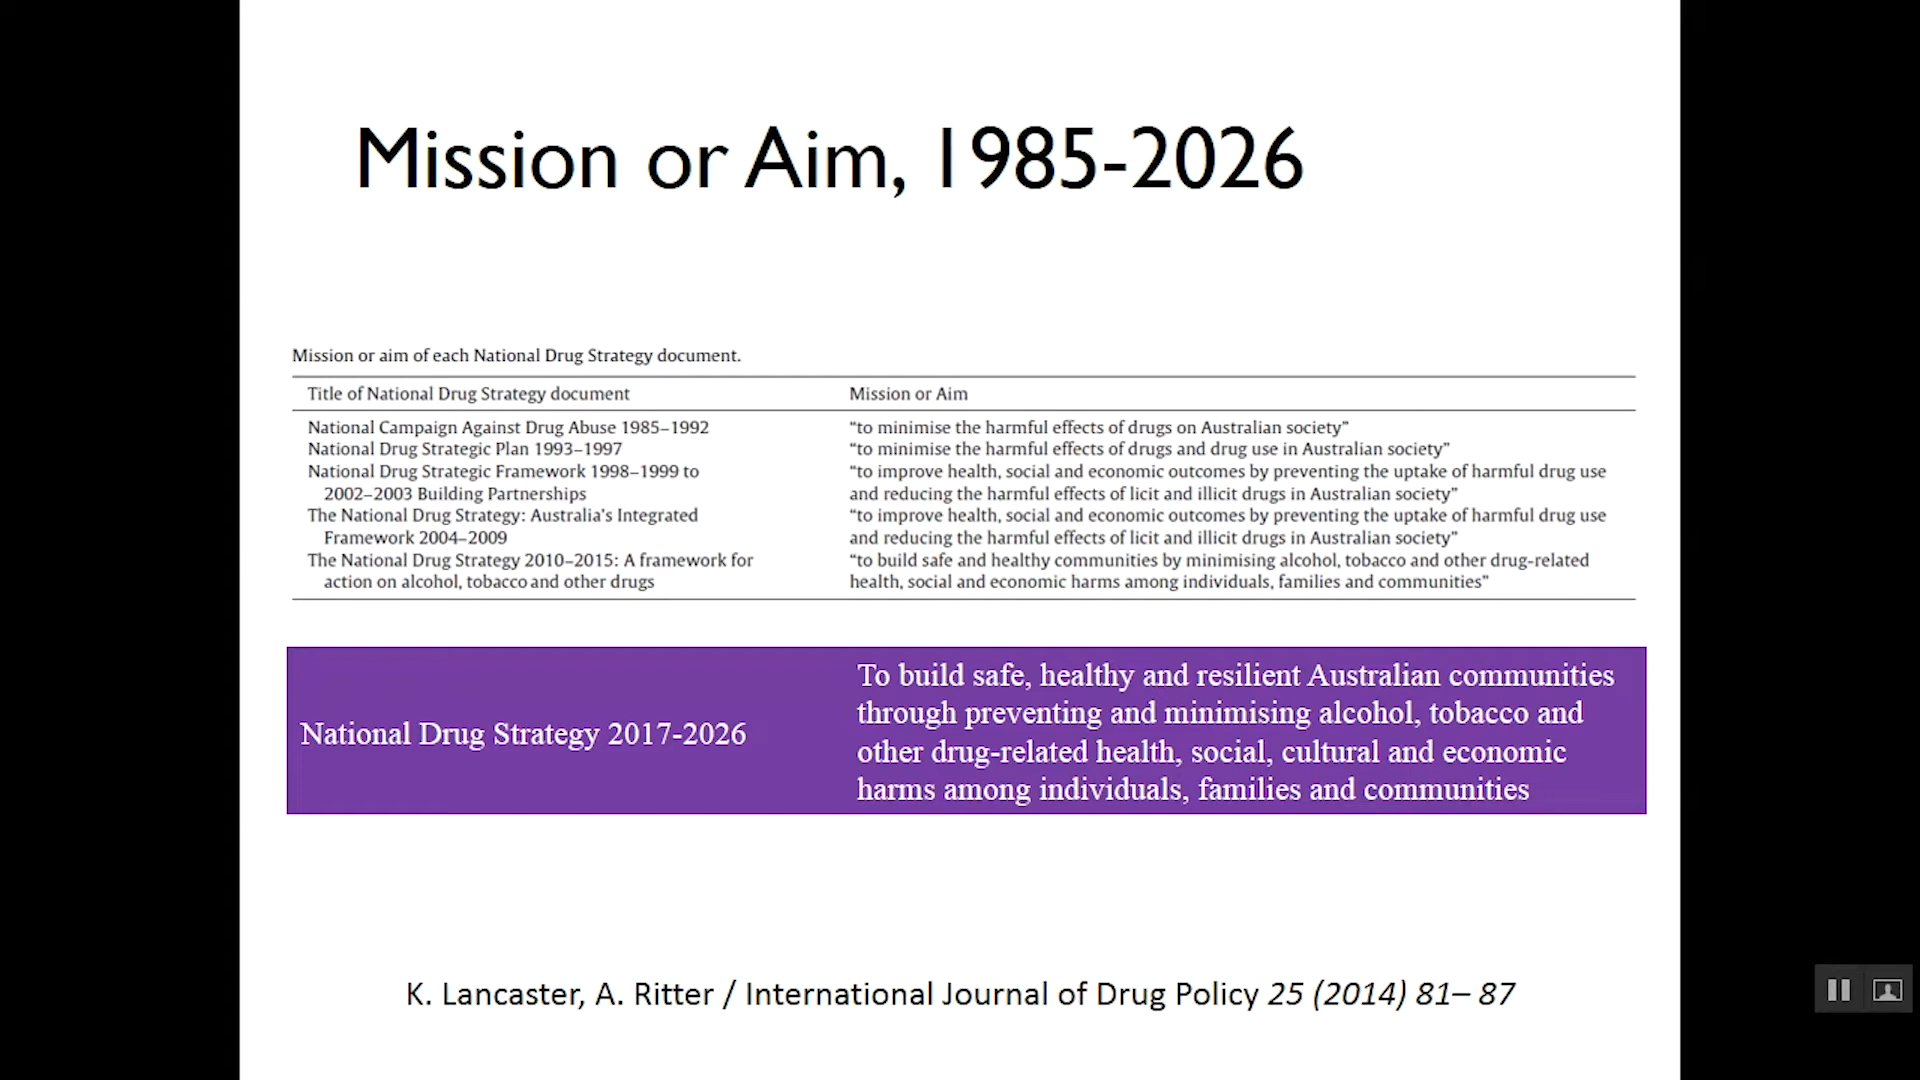 Mission or Aim, 1985-2026
Mission or aim of each National Drug Strategy document.
Title of National Drug Strategy document Mission or Aim
National Campaign Against Drug Abuse 1985–1992 “to minimise the harmful effects of drugs on Australian society”
National Drug Strategic Plan 1993–1997 “to minimise the harmful effects of drugs and drug use in Australian society”
National Drug Strategic Framework 1998–1999 to “to improve health, social and economic outcomes by preventing the uptake of harmful drug use
2002–2003 Building Partnerships and reducing the harmful effects of licit and illicit drugs in Australian society”
The National Drug Strategy: Australia’s Integrated “to improve health, social and economic outcomes by preventing the uptake of harmful drug use
Framework 2004–2009 and reducing the harmful effects of licit and illicit drugs in Australian society”
The National Drug Strategy 2010–2015: A framework for “to build safe and healthy communities by minimising alcohol, tobacco and other drug-related
action on alcohol, tobacco and other drugs health, social and economic harms among individuals, families and communities”
National Drug Strategy 2017-2026
To build safe, healthy and resilient Australian communities
through preventing and minimising alcohol, tobacco and
other drug-related health, social, cultural and economic
harms among individuals, families and communities
K. Lancaster, A. Ritter / International Journal of Drug Policy 25 (2014) 81– 87